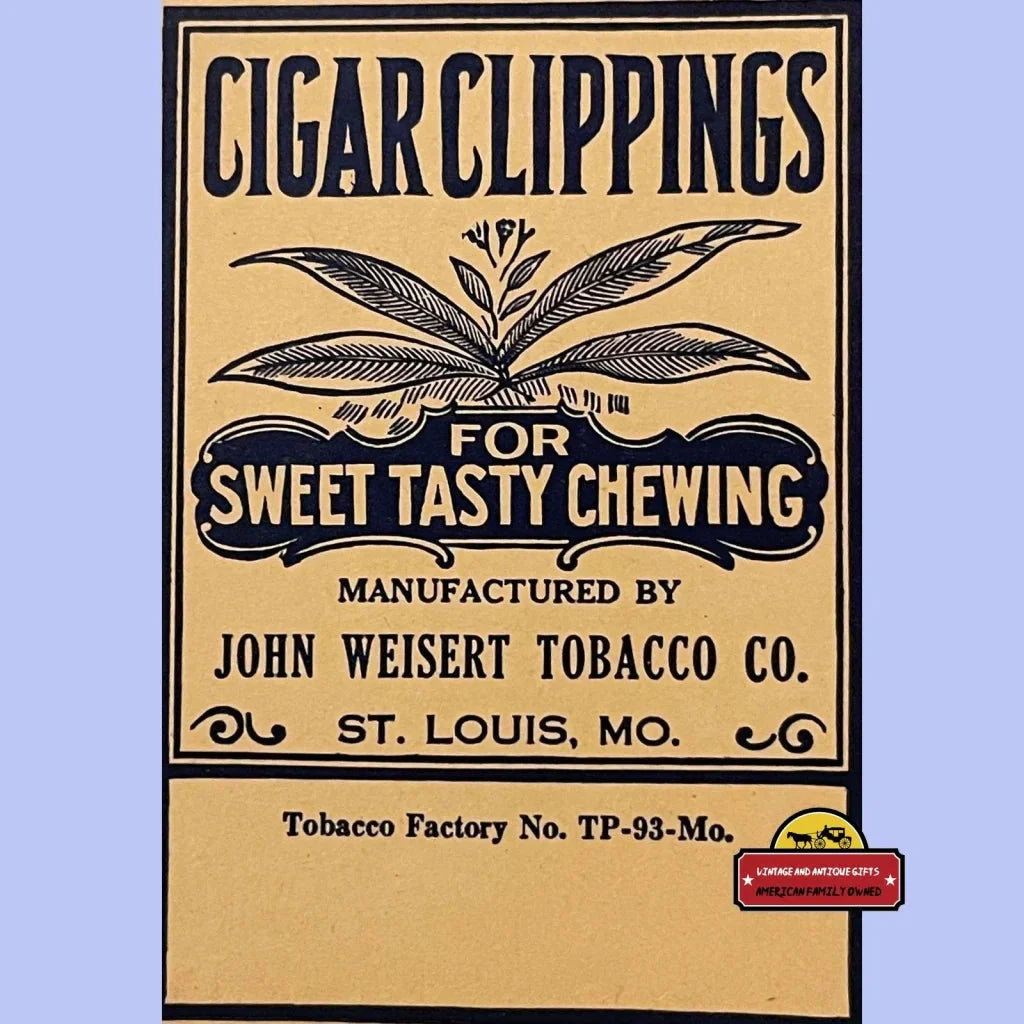 CIGAR CLIPPINGS
FOR
SWEET TASTY CHEWING
MANUFACTURED BY
JOHN WEISERT TOBACCO CO.
ST. LOUIS, MO.
Tobacco Factory No. TP-93-Mo.
VINTAGE AND ANTIQUE GIFTS
AMERICAN FAMILY OWNED